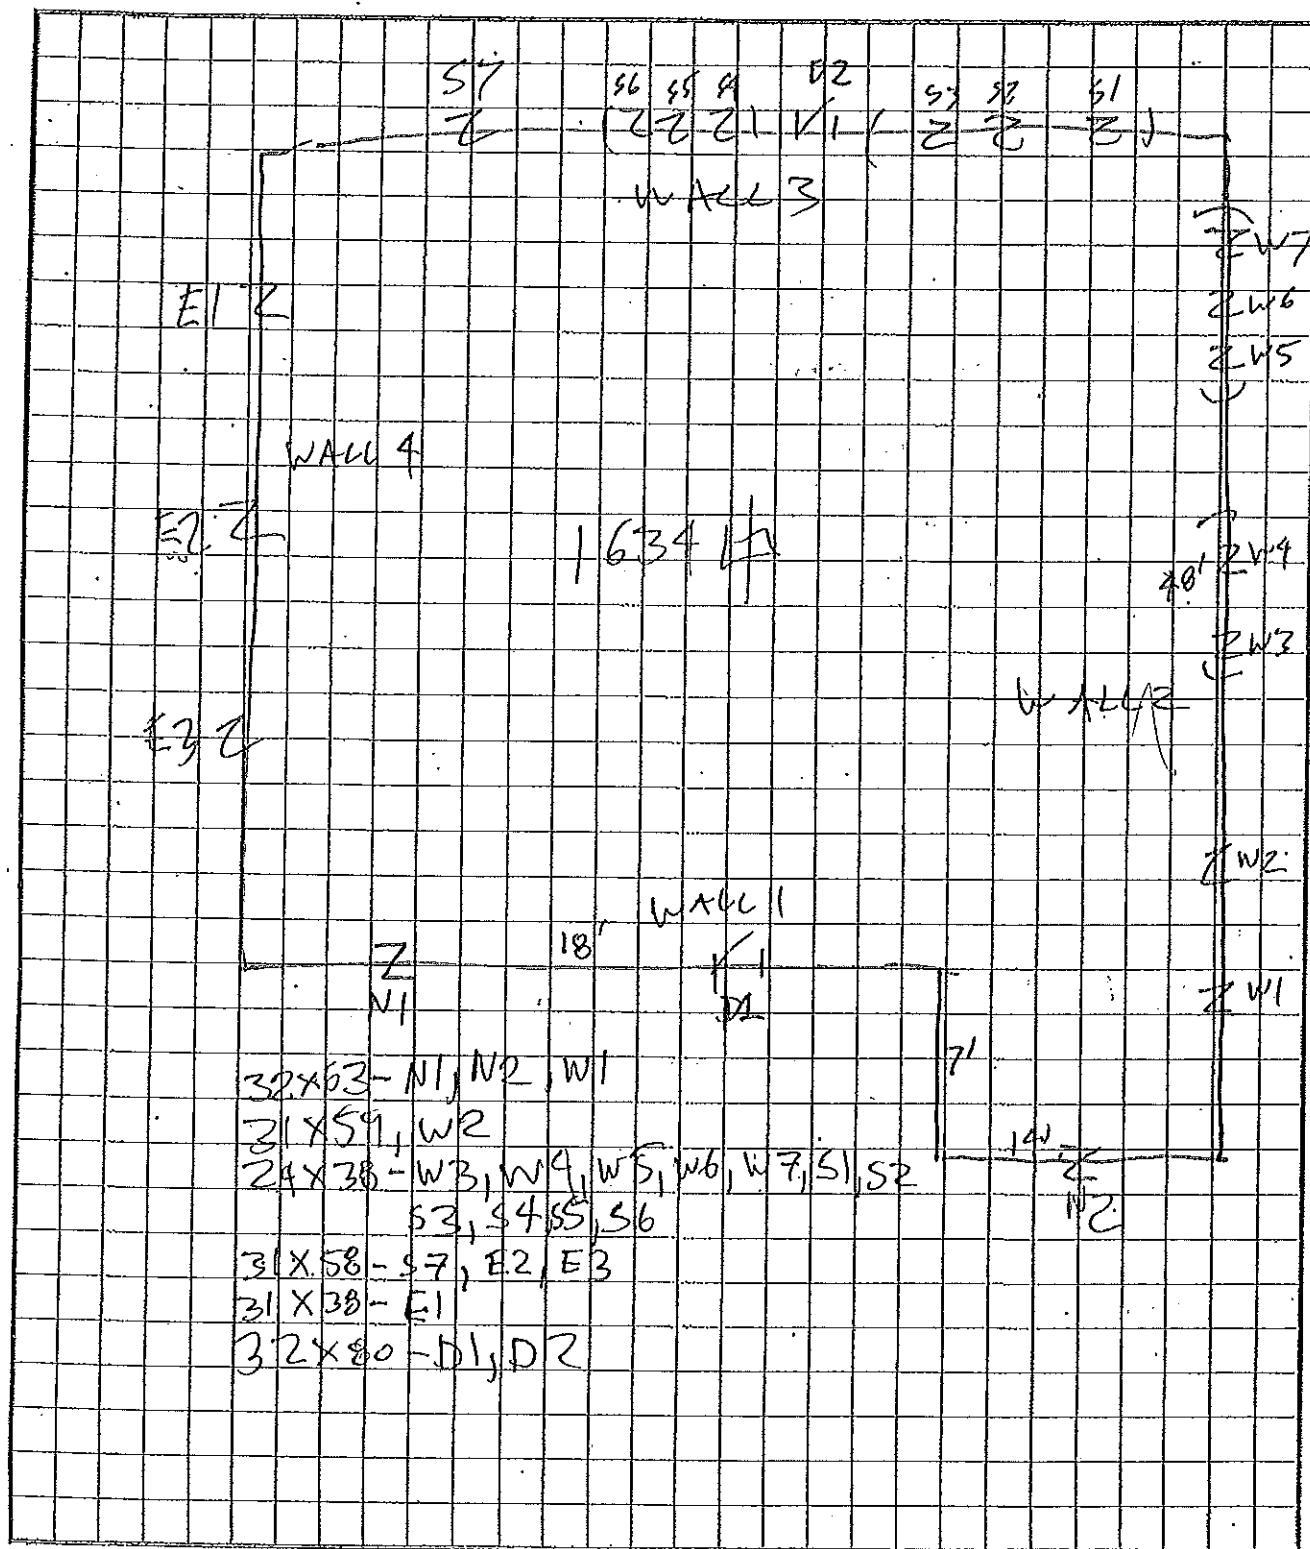 S7 S6 S5 S4 D2 S3 S2 S1
WALL 3
W7
E1
W6
W5
WALL 4
E2
1634
W4
48'
W3
WALL 2
E3
W2
WALL 1
18'
N1
D1
W1
7'
32X53-N1, N2, W1
31X59, W2
14'
24X38-W3, W4, W5, W6, W7, S1, S2
N2
S3, S4, S5, S6
31X58-S7, E2, E3
31X38-E1
32X80-D1, D2